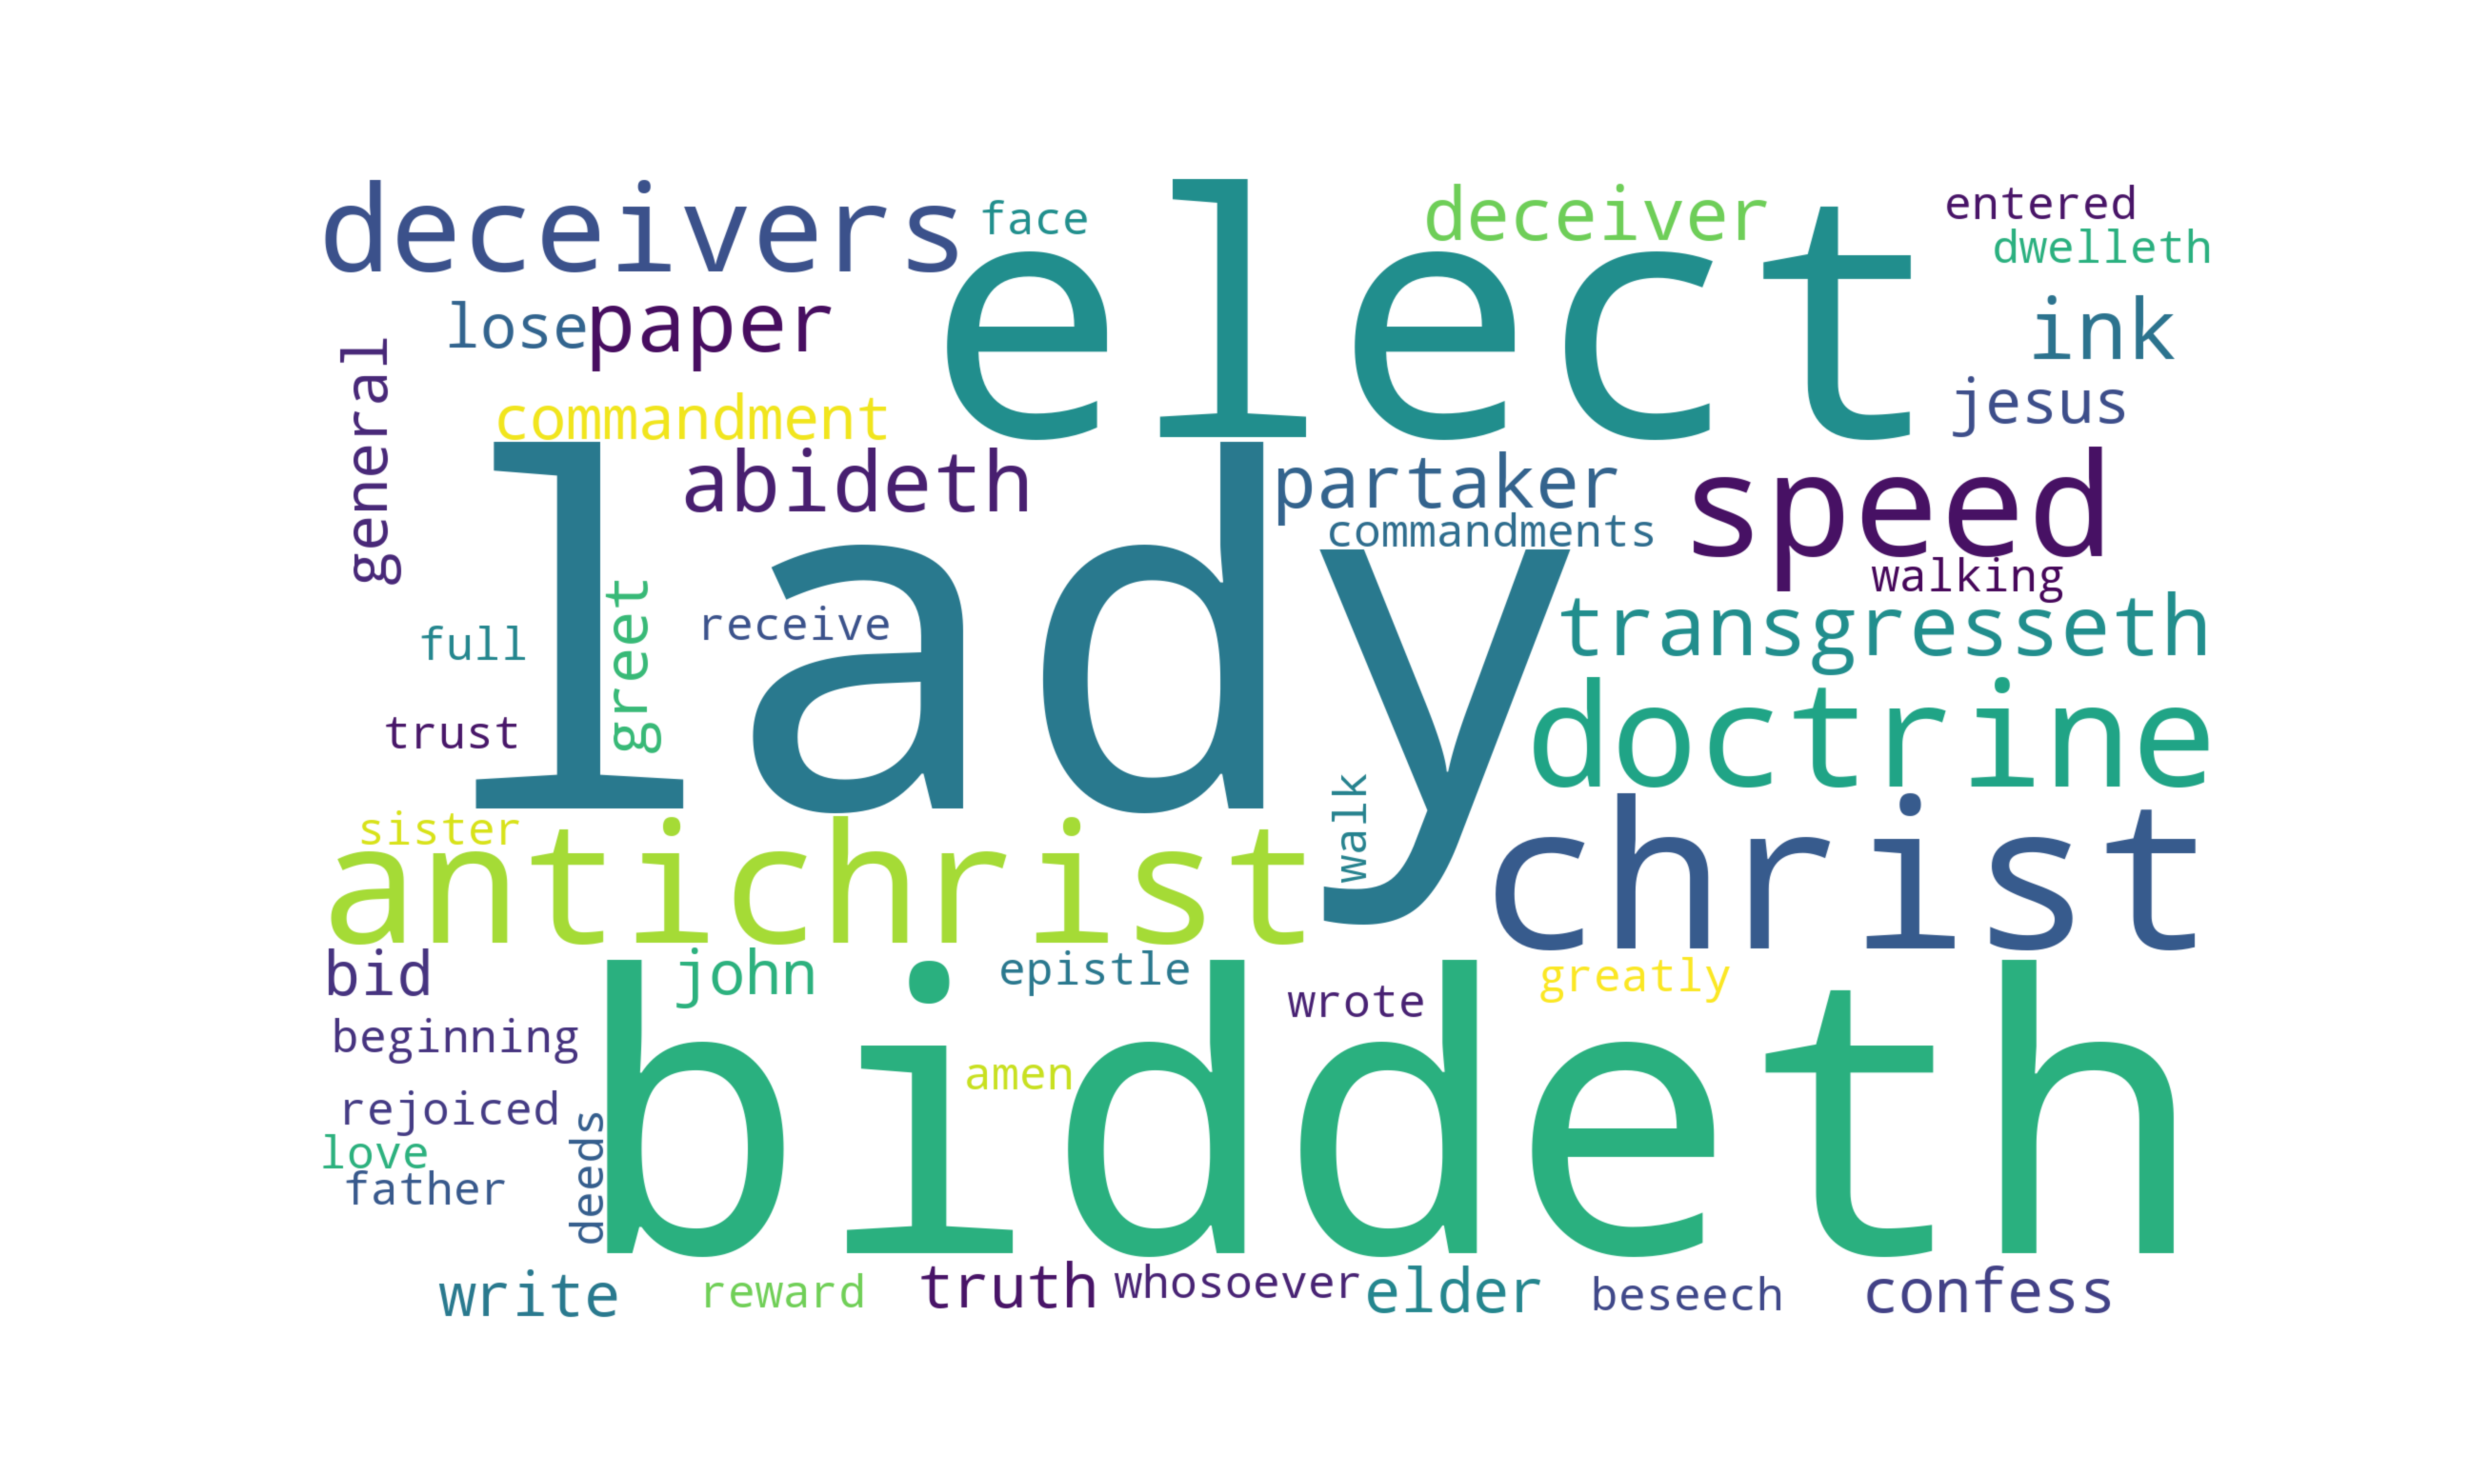 deceivers
face
elect
deceiver
entered
dwelleth
lose
paper
ink
general
commandment
jesus
lady
abideth
partaker
speed
commandments
walking
full
greet
receive
transgresseth
trust
doctrine
sister
antichrist
walk
christ
bid
john
epistle
wrote
greatly
beginning
biddeth
amen
rejoiced
love
father
deeds
write
reward
truth
whosoever
elder
beseech
confess